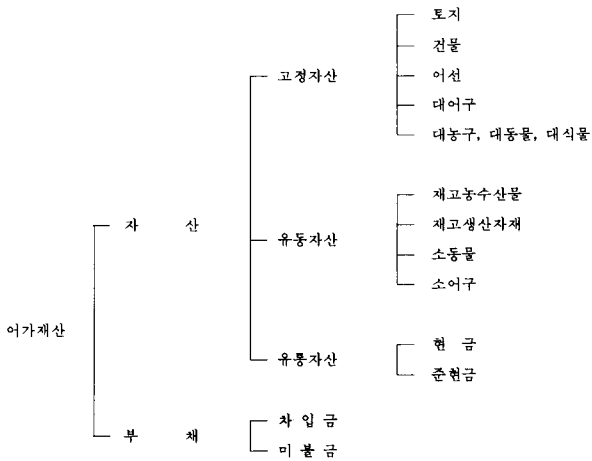 토지
건물
어선
고정자산
대어구
대농구, 대동물, 대식물
재고농수산물
자 산
재고생산자재
유동자산
소동물
소어구
어가재산
현 금
유통자산
준현금
차 입 금
부 채
미 불 금